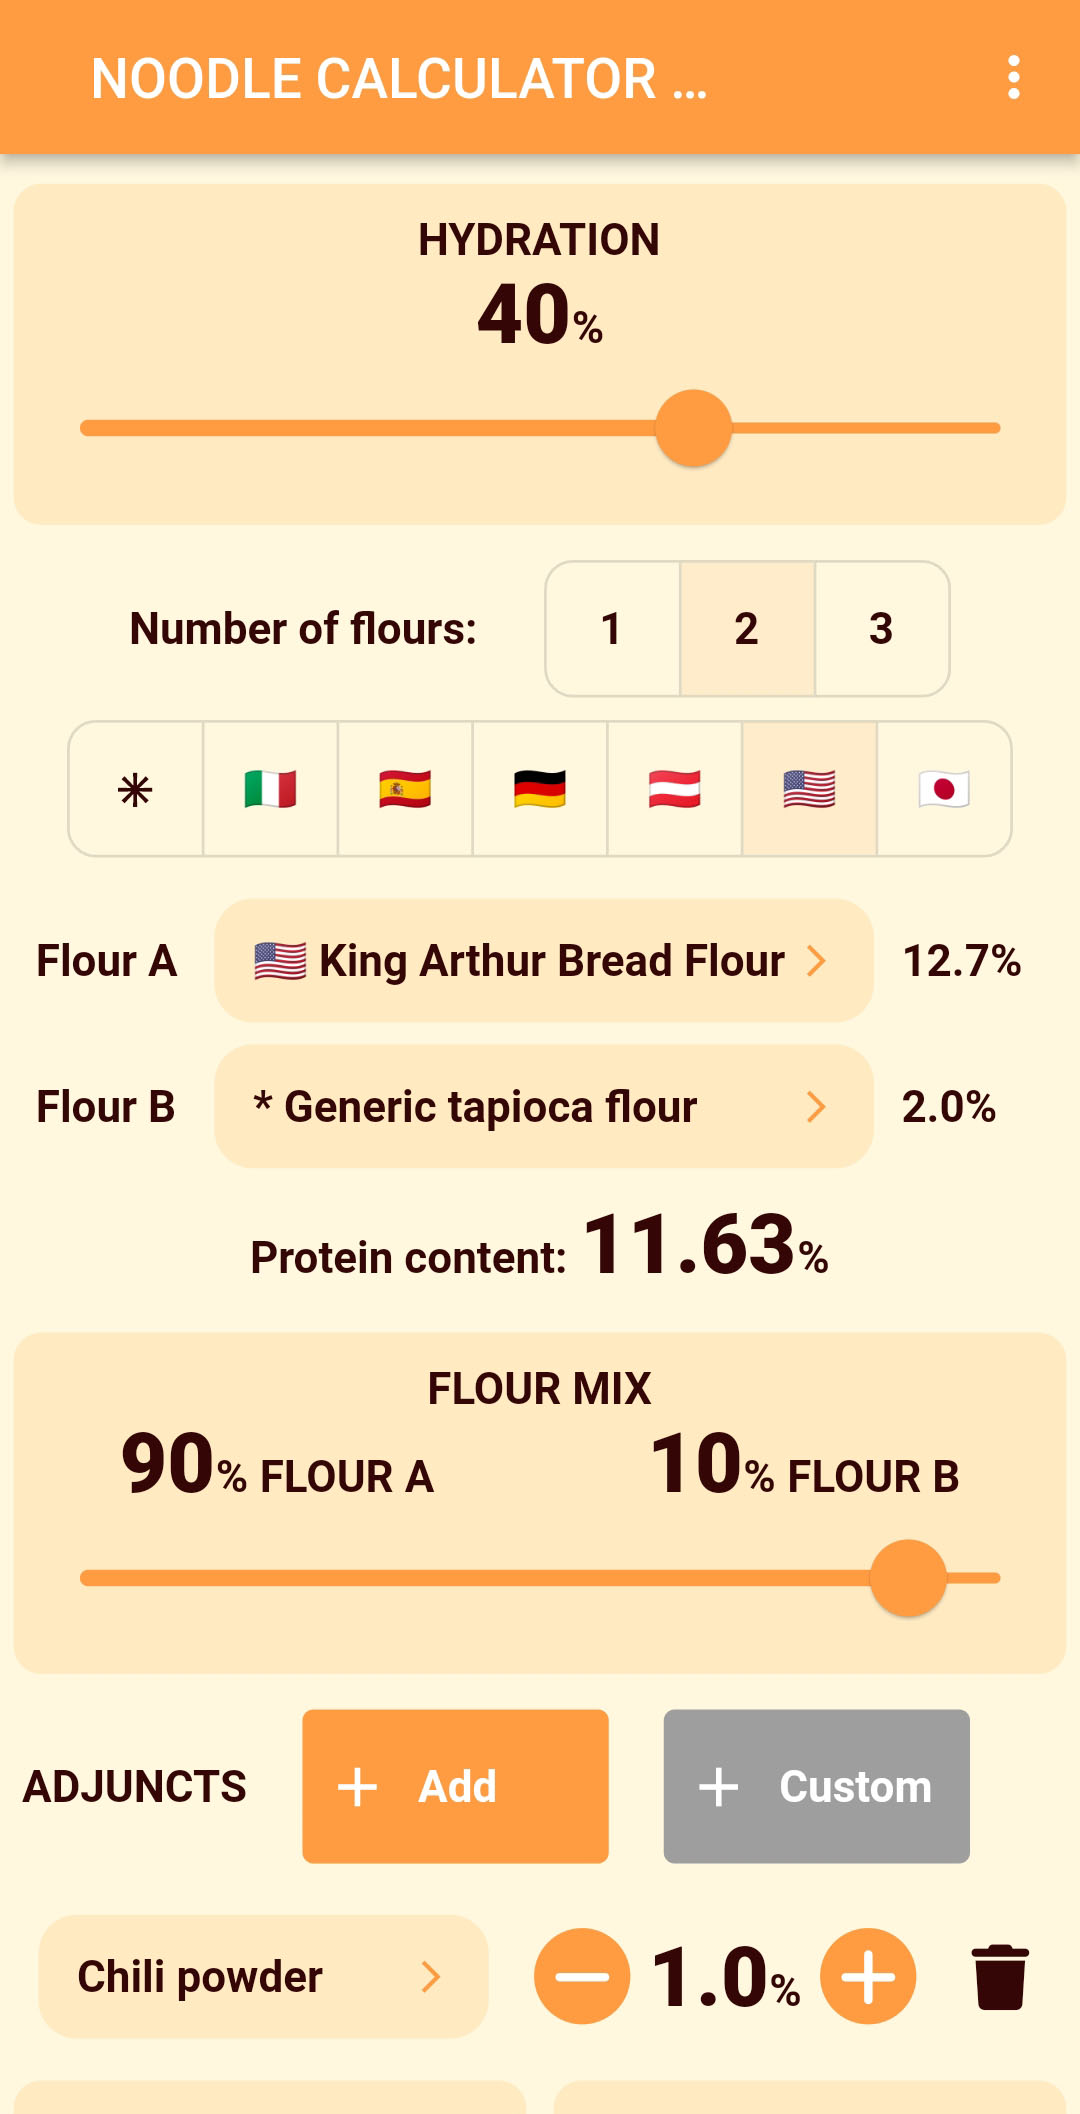 NOODLE CALCULATOR ...
HYDRATION
40%
Number of flours: 1 2 3
✳
Flour A 🇺🇸 King Arthur Bread Flour 12.7%
Flour B * Generic tapioca flour 2.0%
Protein content: 11.63%
FLOUR MIX
90% FLOUR A 10% FLOUR B
ADJUNCTS + Add + Custom
Chili powder 1.0%